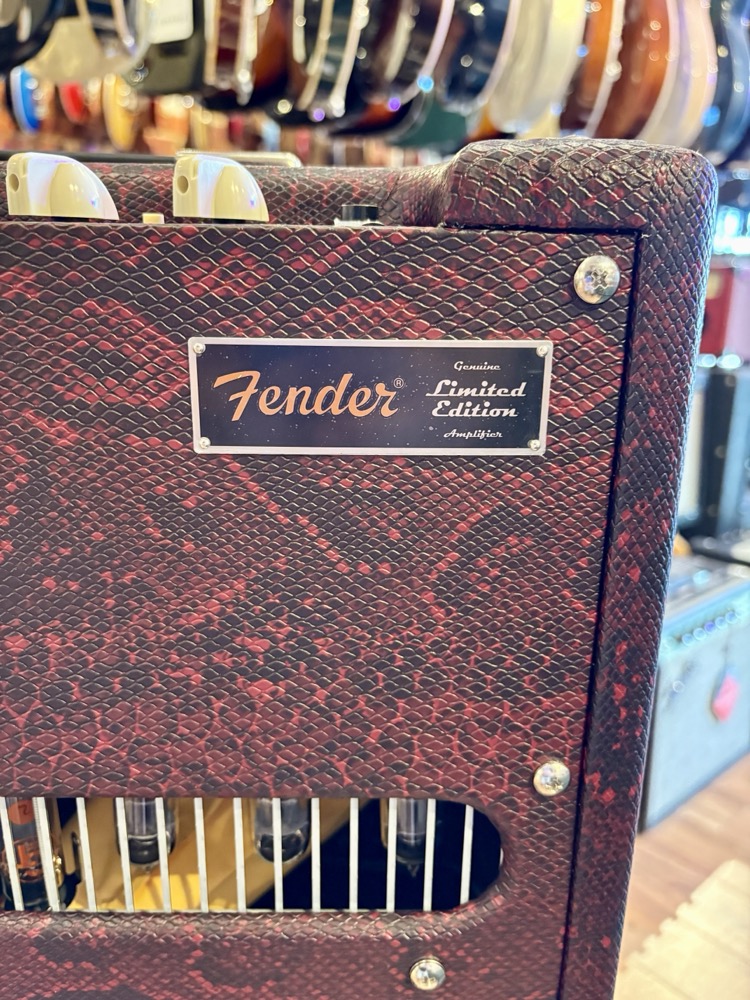 Fender®
Genuine
Limited
Edition
Amplifier